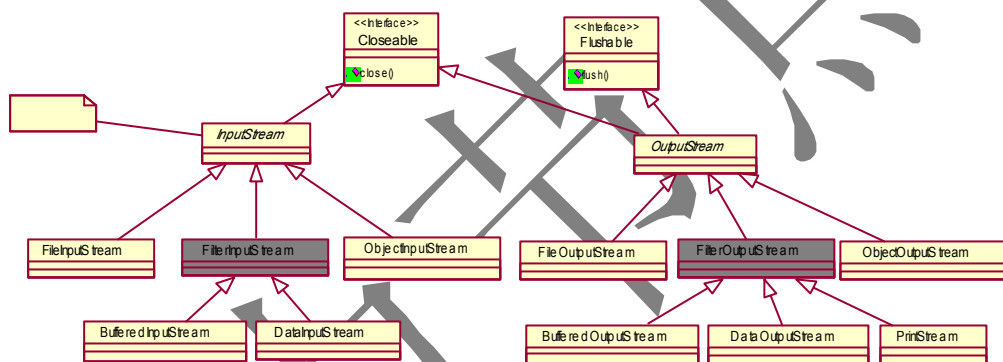 <<Interface>>
Closeable
close()
<<Interface>>
Flushable
flush()
InputStream
OutputStream
FileInputStream
FilterInputStream
ObjectInputStream
FileOutputStream
FilterOutputStream
ObjectOutputStream
BufferedInputStream
DataInputStream
BufferedOutputStream
DataOutputStream
PrintStream